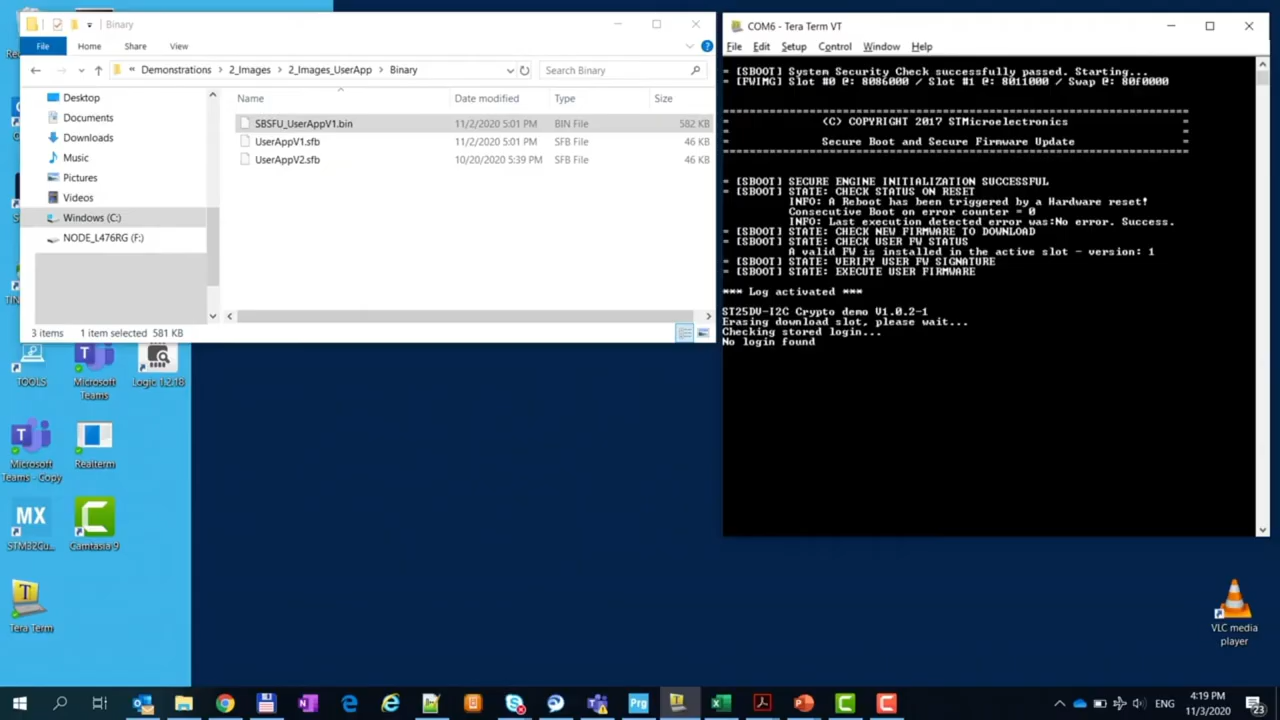 Binary
File Home Share View
« Demonstrations > 2_Images > 2_Images_UserApp > Binary
Search Binary
Name Date modified Type Size
Desktop
Documents
Downloads
Music
Pictures
Videos
Windows (C:)
NODE_L476RG (F:)
SBSFU_UserAppV1.bin 11/2/2020 5:01 PM BIN File 582 KB
UserAppV1.sfb 11/2/2020 5:01 PM SFB File 46 KB
UserAppV2.sfb 10/20/2020 5:39 PM SFB File 46 KB
3 items 1 item selected 581 KB
COM6 - Tera Term VT
File Edit Setup Control Window Help
= [SBOOT] System Security Check successfully passed. Starting...
= [FWIMG] Slot #0 @: 8086000 / Slot #1 @: 8011000 / Swap @: 80f0000
======================================================================
= (C) COPYRIGHT 2017 STMicroelectronics =
= =
= Secure Boot and Secure Firmware Update =
======================================================================
= [SBOOT] SECURE ENGINE INITIALIZATION SUCCESSFUL
= [SBOOT] STATE: CHECK STATUS ON RESET
INFO: A Reboot has been triggered by a Hardware reset!
Consecutive Boot on error counter = 0
INFO: Last execution detected error was:No error. Success.
= [SBOOT] STATE: CHECK NEW FIRMWARE TO DOWNLOAD
= [SBOOT] STATE: CHECK USER FW STATUS
A valid FW is installed in the active slot - version: 1
= [SBOOT] STATE: VERIFY USER FW SIGNATURE
= [SBOOT] STATE: EXECUTE USER FIRMWARE
*** Log activated ***
ST25DV-I2C Crypto demo V1.0.2-1
Erasing download slot, please wait...
Checking stored login...
No login found
TOOLS
Microsoft
Teams
Logic 1.2.18
Microsoft
Teams - Copy
Realterm
MX
STM32Cu...
Camtasia 9
Tera Term
VLC media
player
Prg
ENG
4:19 PM
11/3/2020
23